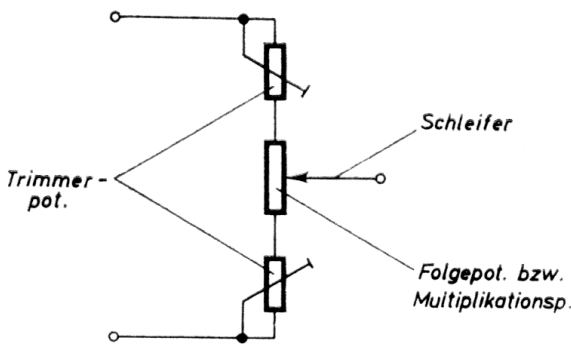 Schleifer
Trimmer-
pot.
Folgepot. bzw.
Multiplikationsp.